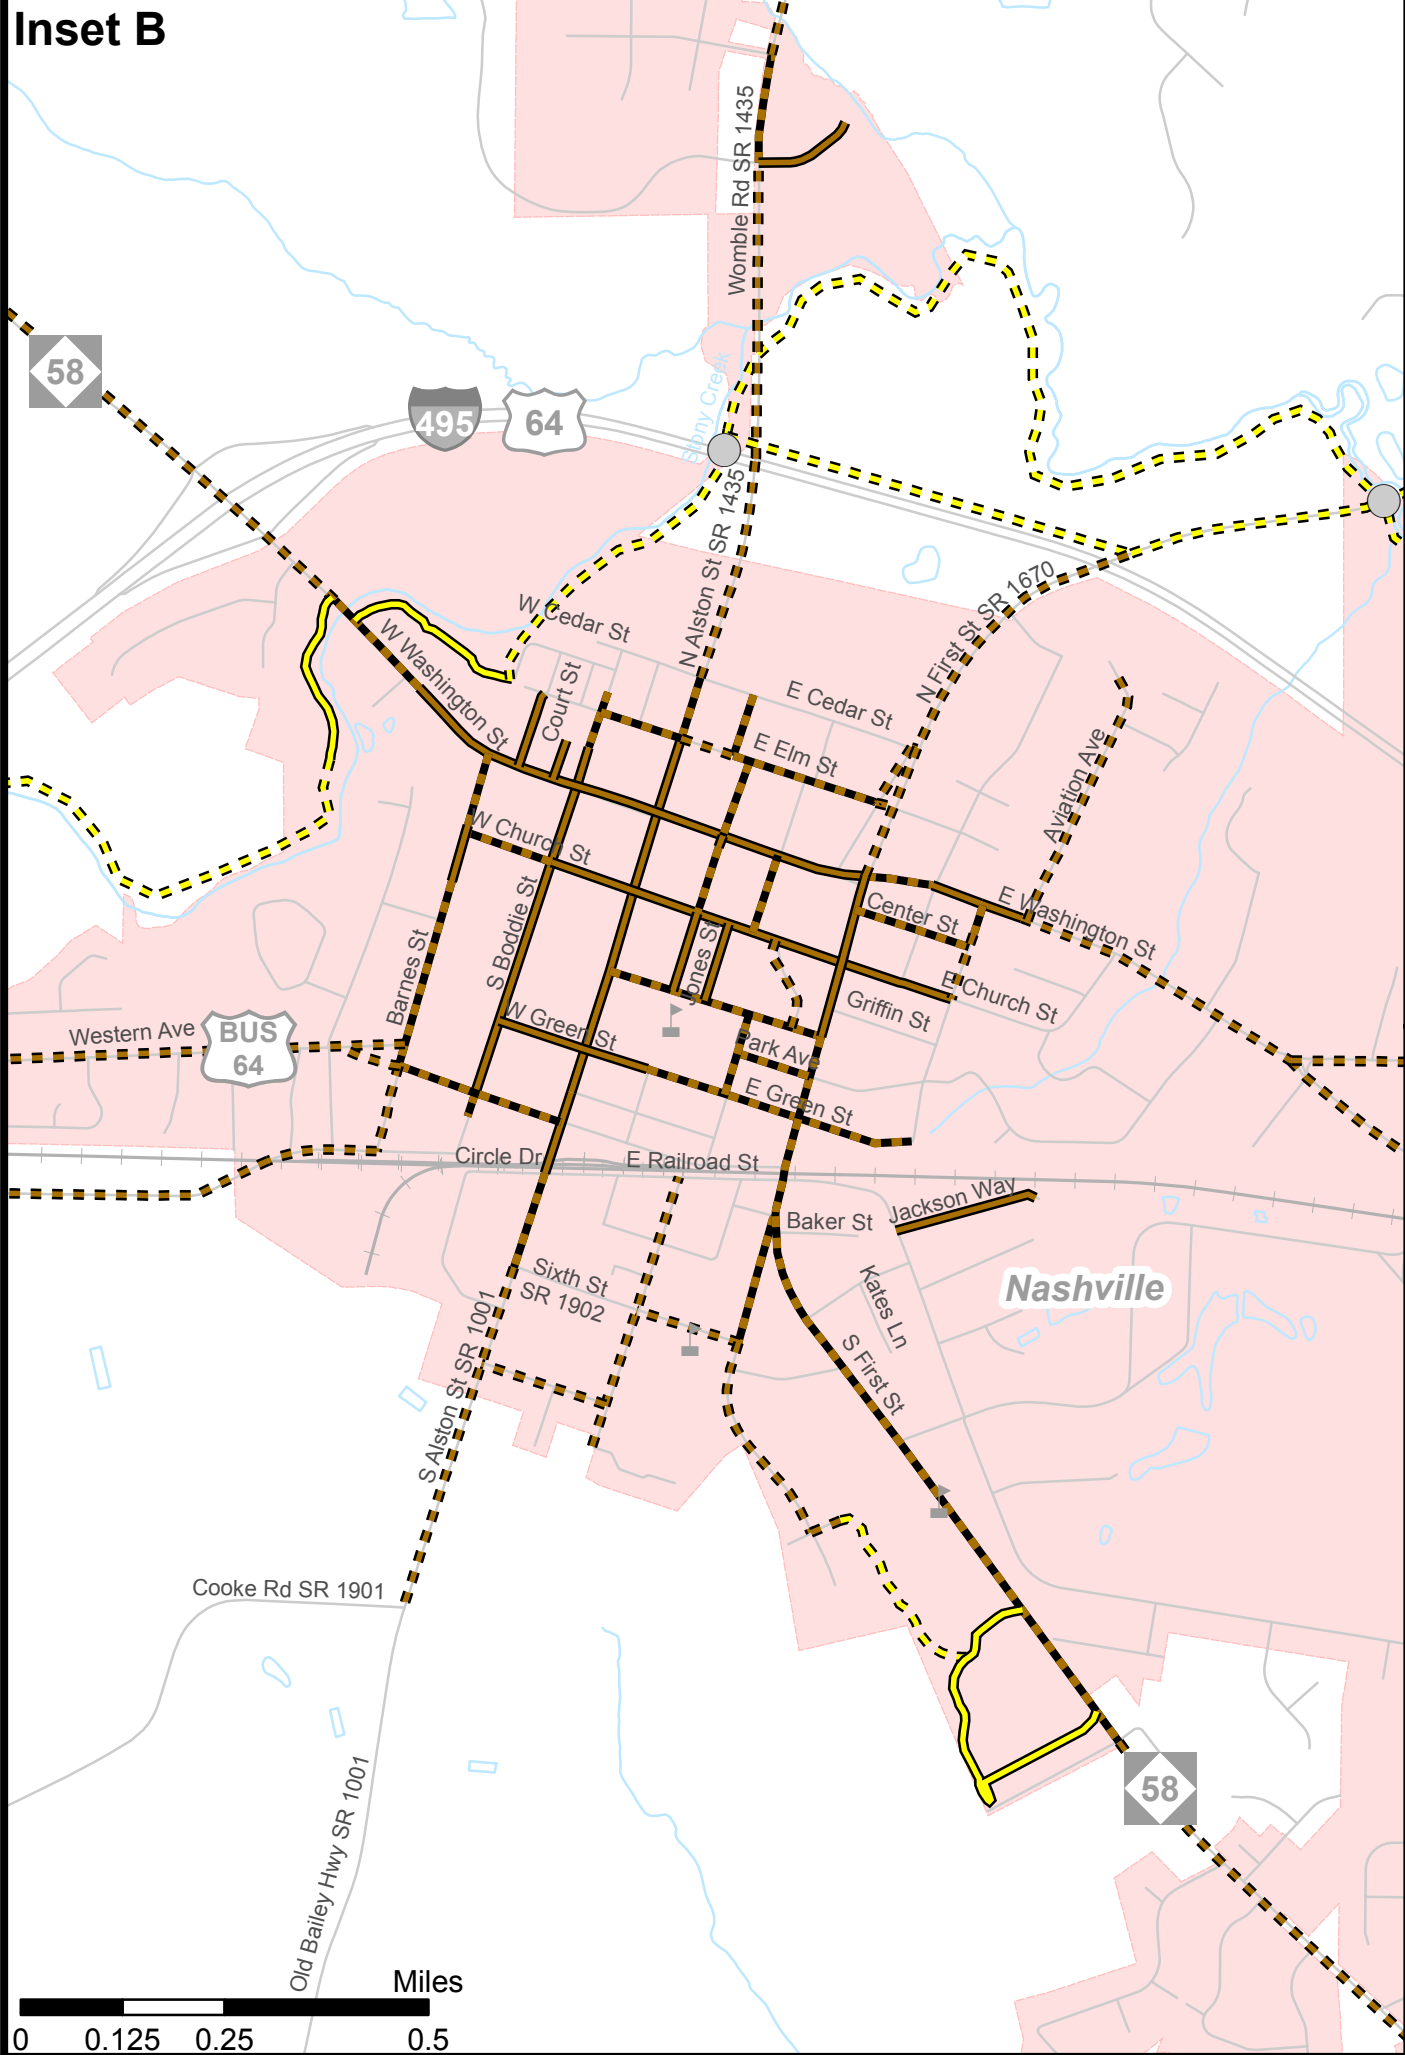 Inset B
Womble Rd SR 1435
58
495
64
Stony Creek
N Alston St SR 1435
W Cedar St
N First St SR 1670
W Washington St
Court St
E Cedar St
E Elm St
Aviation Ave
W Church St
S Boddie St
Center St
E Washington St
Jones St
Barnes St
E Church St
Griffin St
W Green St
Western Ave
BUS
64
Park Ave
E Green St
Circle Dr
E Railroad St
Jackson Way
Baker St
Nashville
Sixth St
SR 1902
Kates Ln
S First St
S Alston St SR 1001
Cooke Rd SR 1901
58
Old Bailey Hwy SR 1001
Miles
0
0.125
0.25
0.5